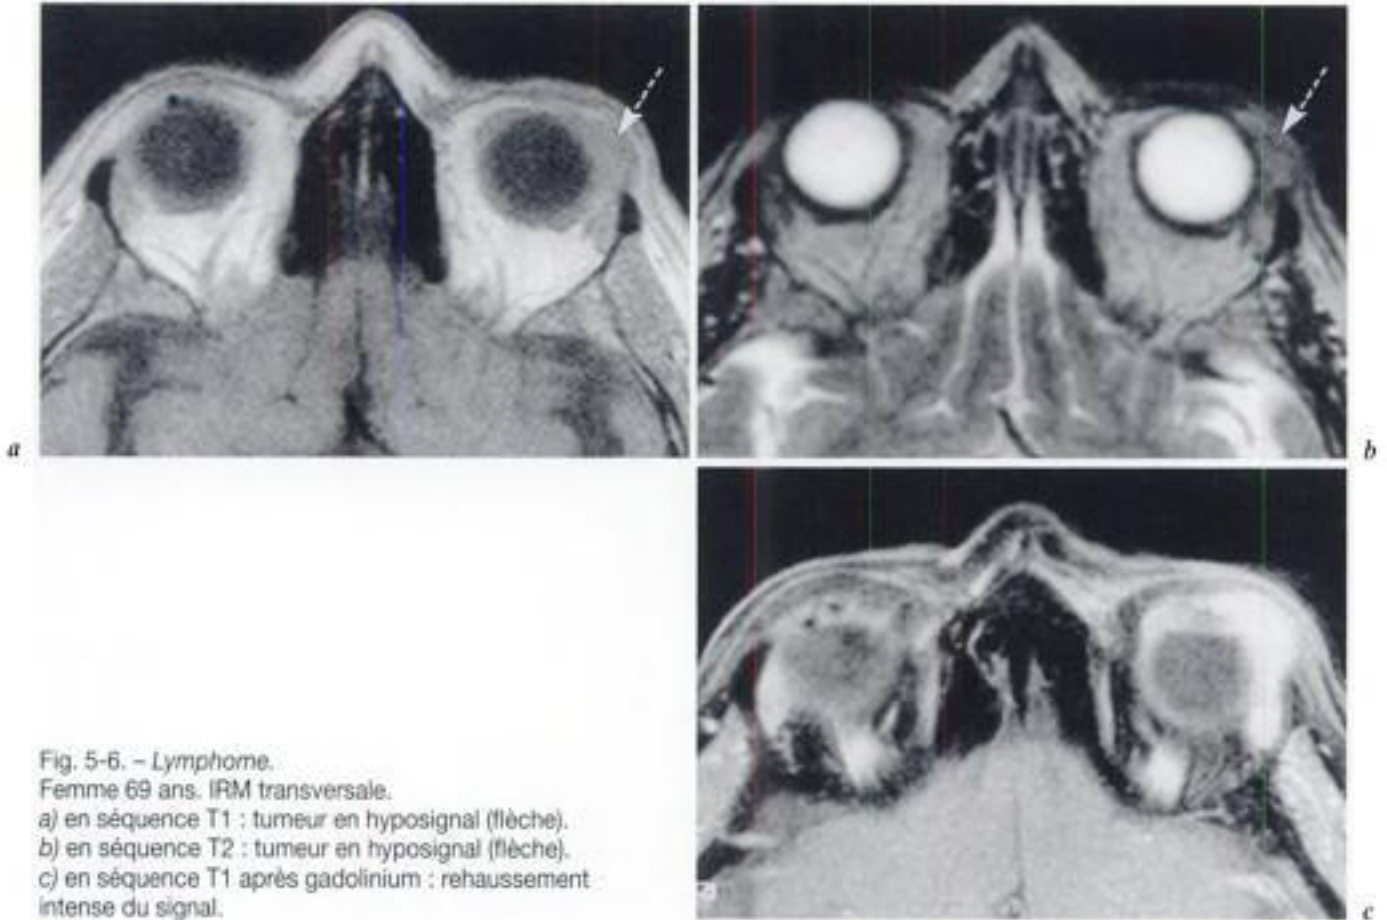 a
b
Fig. 5-6. – Lymphome.
Femme 69 ans. IRM transversale.
a) en séquence T1 : tumeur en hyposignal (flèche).
b) en séquence T2 : tumeur en hyposignal (flèche).
c) en séquence T1 après gadolinium : rehaussement
intense du signal.
c